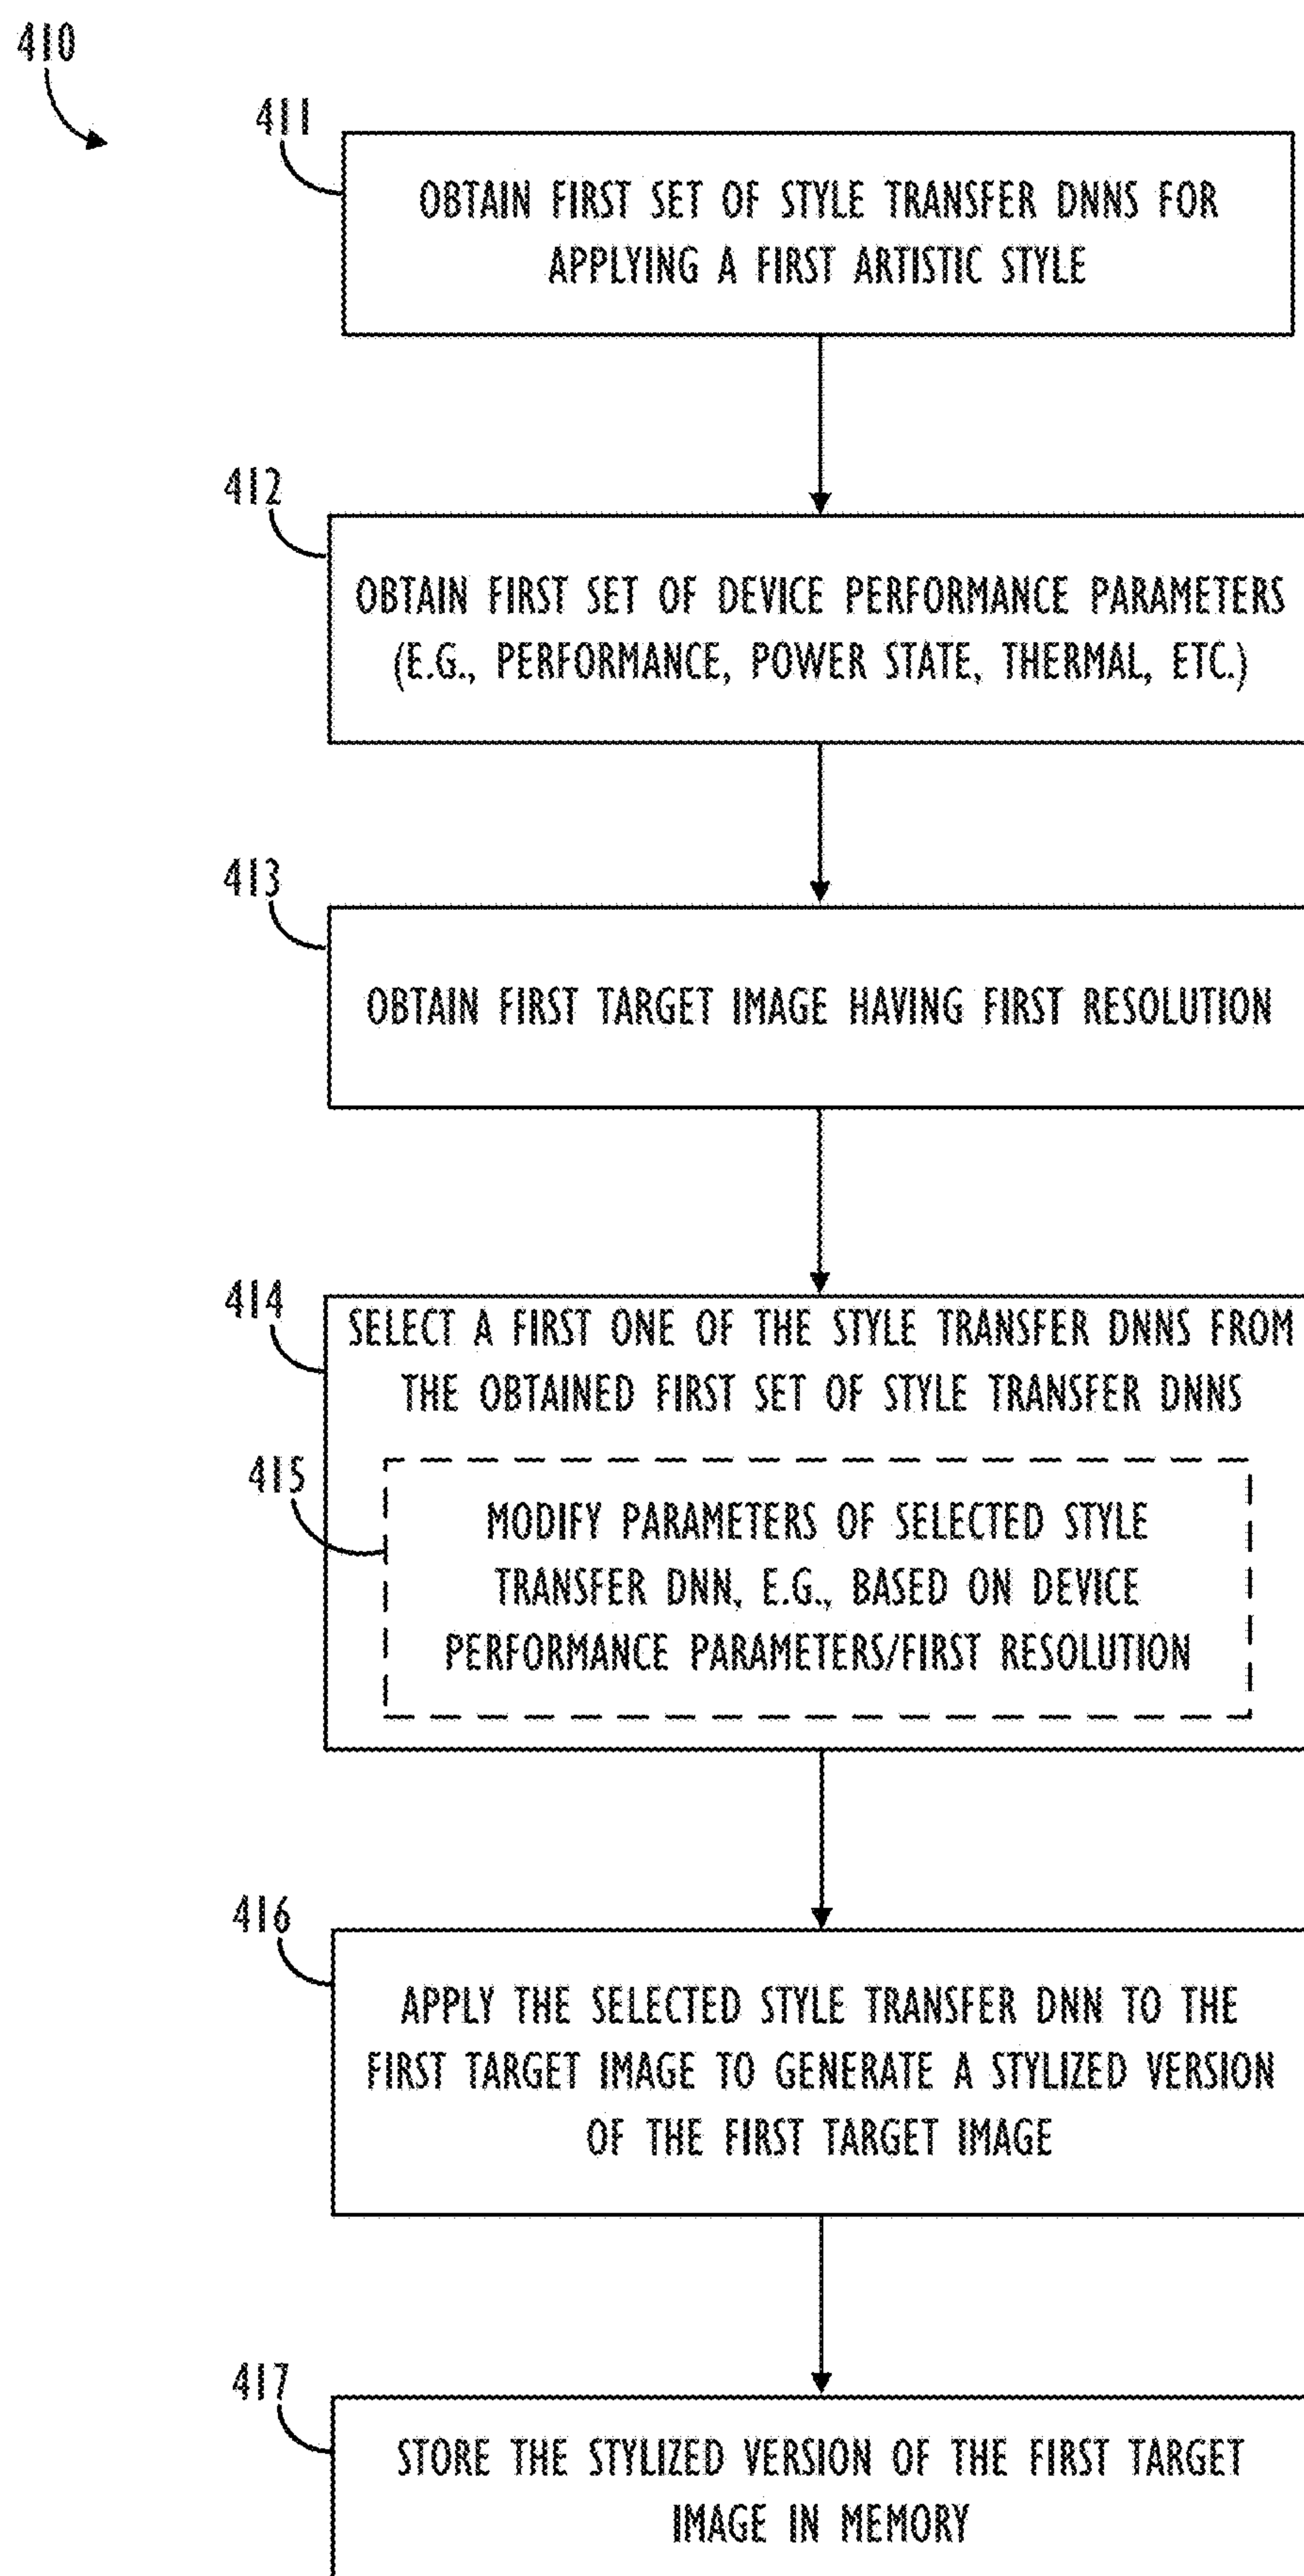 410
411
OBTAIN FIRST SET OF STYLE TRANSFER DNNS FOR
APPLYING A FIRST ARTISTIC STYLE
412
OBTAIN FIRST SET OF DEVICE PERFORMANCE PARAMETERS
(E.G., PERFORMANCE, POWER STATE, THERMAL, ETC.)
413
OBTAIN FIRST TARGET IMAGE HAVING FIRST RESOLUTION
414
SELECT A FIRST ONE OF THE STYLE TRANSFER DNNS FROM
THE OBTAINED FIRST SET OF STYLE TRANSFER DNNS
415
MODIFY PARAMETERS OF SELECTED STYLE
TRANSFER DNN, E.G., BASED ON DEVICE
PERFORMANCE PARAMETERS/FIRST RESOLUTION
416
APPLY THE SELECTED STYLE TRANSFER DNN TO THE
FIRST TARGET IMAGE TO GENERATE A STYLIZED VERSION
OF THE FIRST TARGET IMAGE
417
STORE THE STYLIZED VERSION OF THE FIRST TARGET
IMAGE IN MEMORY